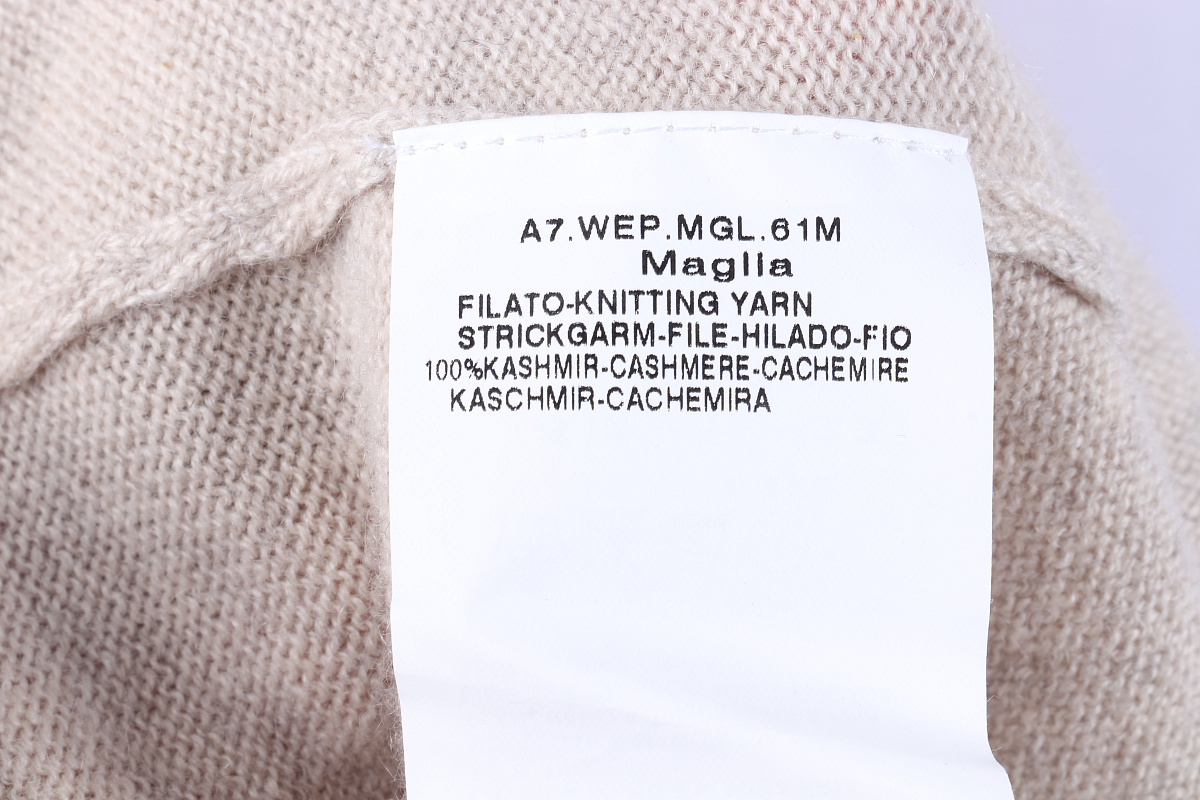 A7.WEP.MGL.61M
Maglia
FILATO-KNITTING YARN
STRICKGARM-FILE-HILADO-FIO
100%KASHMIR-CASHMERE-CACHEMIRE
KASCHMIR-CACHEMIRA